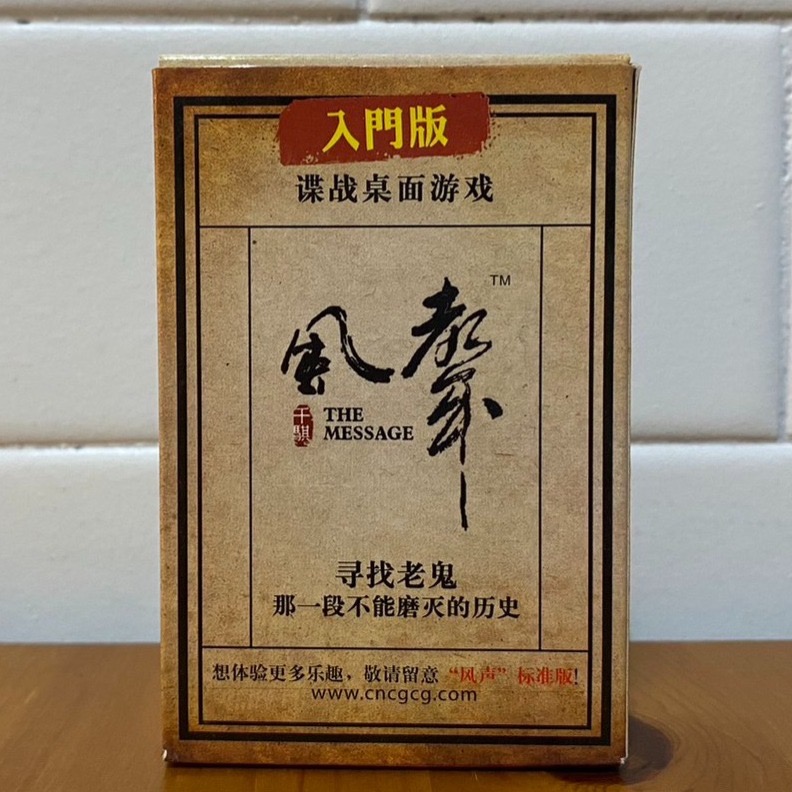 入門版
谍战桌面游戏
風聲
TM
千騏
THE
MESSAGE
寻找老鬼
那一段不能磨灭的历史
想体验更多乐趣，敬请留意“风声”标准版!
www.cncgcg.com